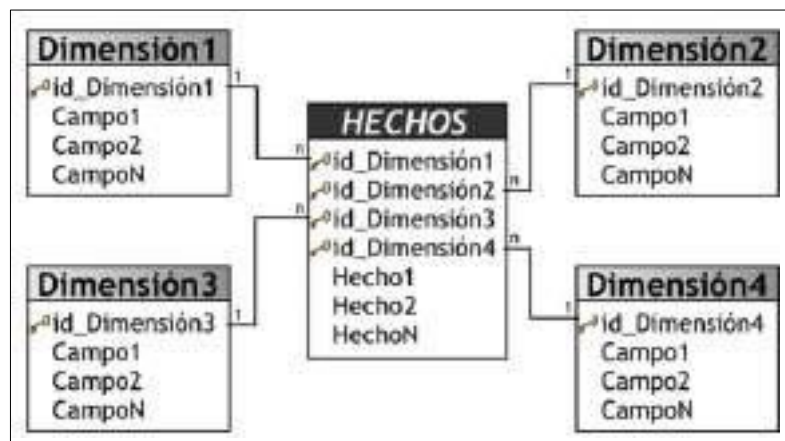 Dimensión1
id_Dimensión1
Campo1
Campo2
CampoN
1
Dimensión2
id_Dimensión2
Campo1
Campo2
CampoN
1
HECHOS
id_Dimensión1
id_Dimensión2
id_Dimensión3
id_Dimensión4
Hecho1
Hecho2
HechoN
n
n
n
n
Dimensión3
id_Dimensión3
Campo1
Campo2
CampoN
1
Dimensión4
id_Dimensión4
Campo1
Campo2
CampoN
1